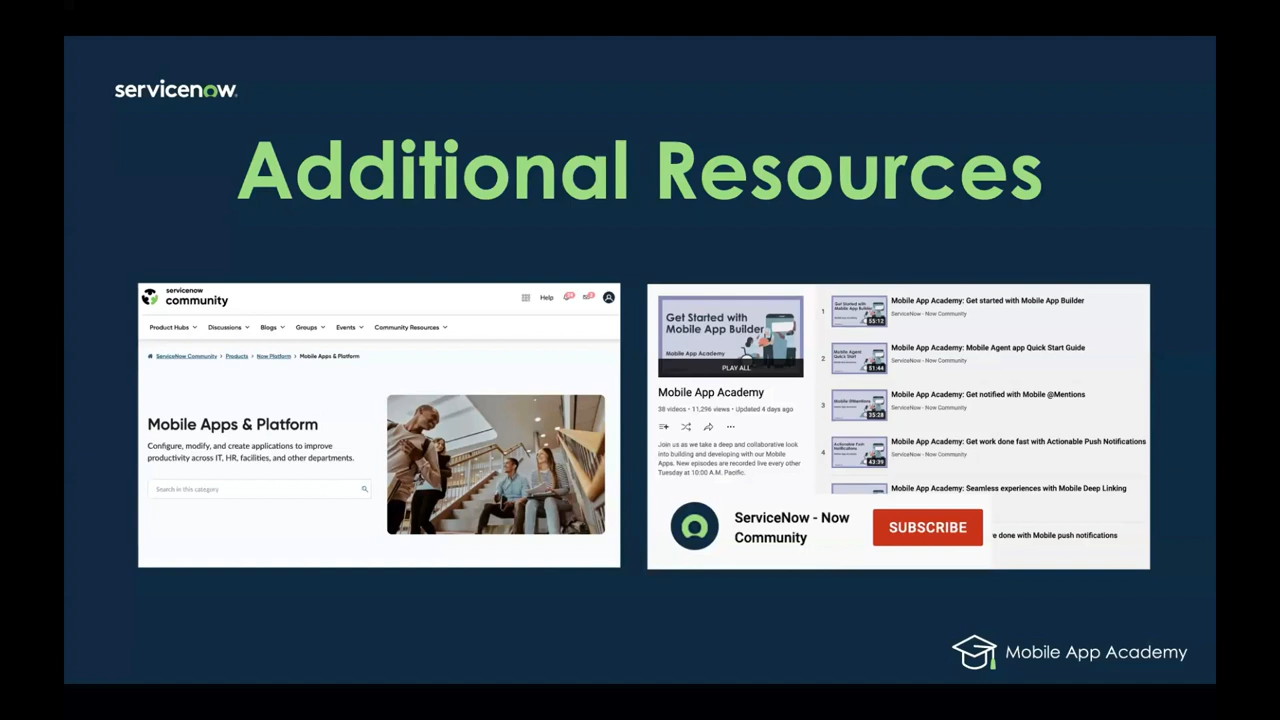 servicenow
Additional Resources
servicenow
community
Help
Product Hubs
Discussions
Blogs
Groups
Events
Community Resources
ServiceNow Community > Products > Now Platform > Mobile Apps & Platform
Mobile Apps & Platform
Configure, modify, and create applications to improve
productivity across IT, HR, facilities, and other departments.
Search in this category
Get Started with
Mobile App Builder
Mobile App Academy
PLAY ALL
Mobile App Academy
38 videos • 11,296 views • Updated 4 days ago
Join us as we take a deep and collaborative look
into building and developing with our Mobile
Apps. New episodes are recorded live every other
Tuesday at 10:00 A.M. Pacific.
1
55:12
Mobile App Academy: Get started with Mobile App Builder
ServiceNow - Now Community
2
51:44
Mobile App Academy: Mobile Agent app Quick Start Guide
ServiceNow - Now Community
3
35:28
Mobile App Academy: Get notified with Mobile @Mentions
ServiceNow - Now Community
4
43:39
Mobile App Academy: Get work done fast with Actionable Push Notifications
ServiceNow - Now Community
Mobile App Academy: Seamless experiences with Mobile Deep Linking
ServiceNow - Now
Community
SUBSCRIBE
e done with Mobile push notifications
Mobile App Academy